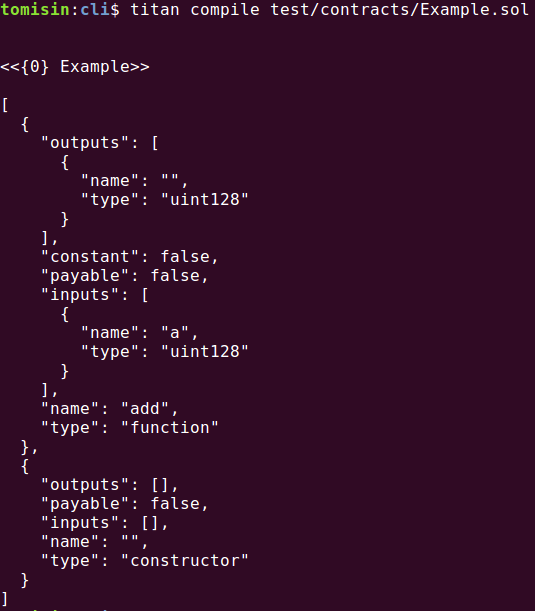 tomisin:cli$ titan compile test/contracts/Example.sol
<<{0} Example>>
[
  {
    "outputs": [
      {
        "name": "",
        "type": "uint128"
      }
    ],
    "constant": false,
    "payable": false,
    "inputs": [
      {
        "name": "a",
        "type": "uint128"
      }
    ],
    "name": "add",
    "type": "function"
  },
  {
    "outputs": [],
    "payable": false,
    "inputs": [],
    "name": "",
    "type": "constructor"
  }
]